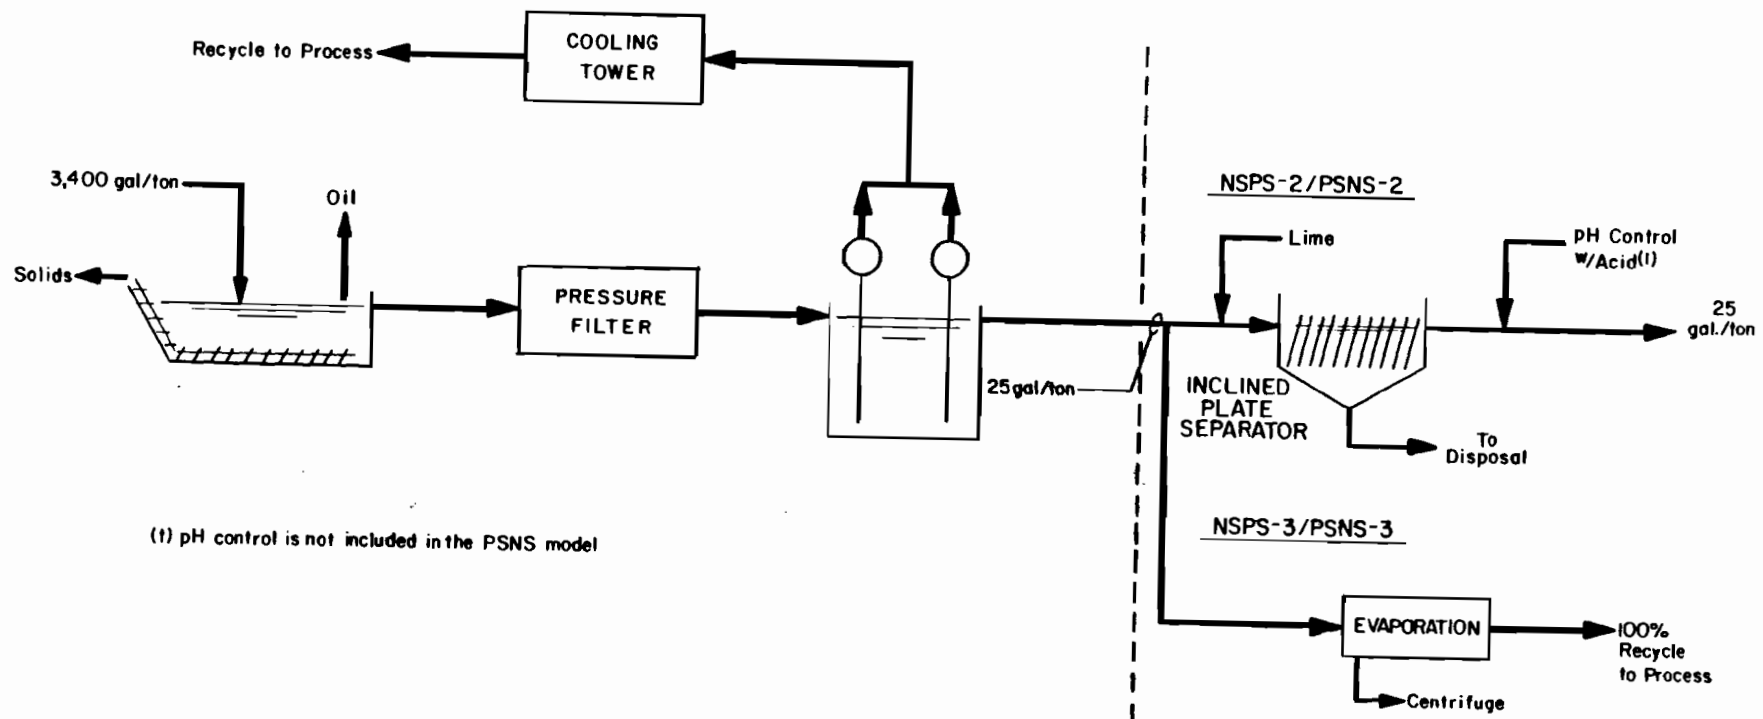 COOLING
TOWER
Recycle to Process
3,400 gal/ton
Oil
Solids
PRESSURE
FILTER
25 gal/ton
NSPS-2/PSNS-2
Lime
pH Control
w/Acid(1)
25
gal./ton
INCLINED
PLATE
SEPARATOR
To
Disposal
(1) pH control is not included in the PSNS model
NSPS-3/PSNS-3
EVAPORATION
100%
Recycle
to Process
Centrifuge